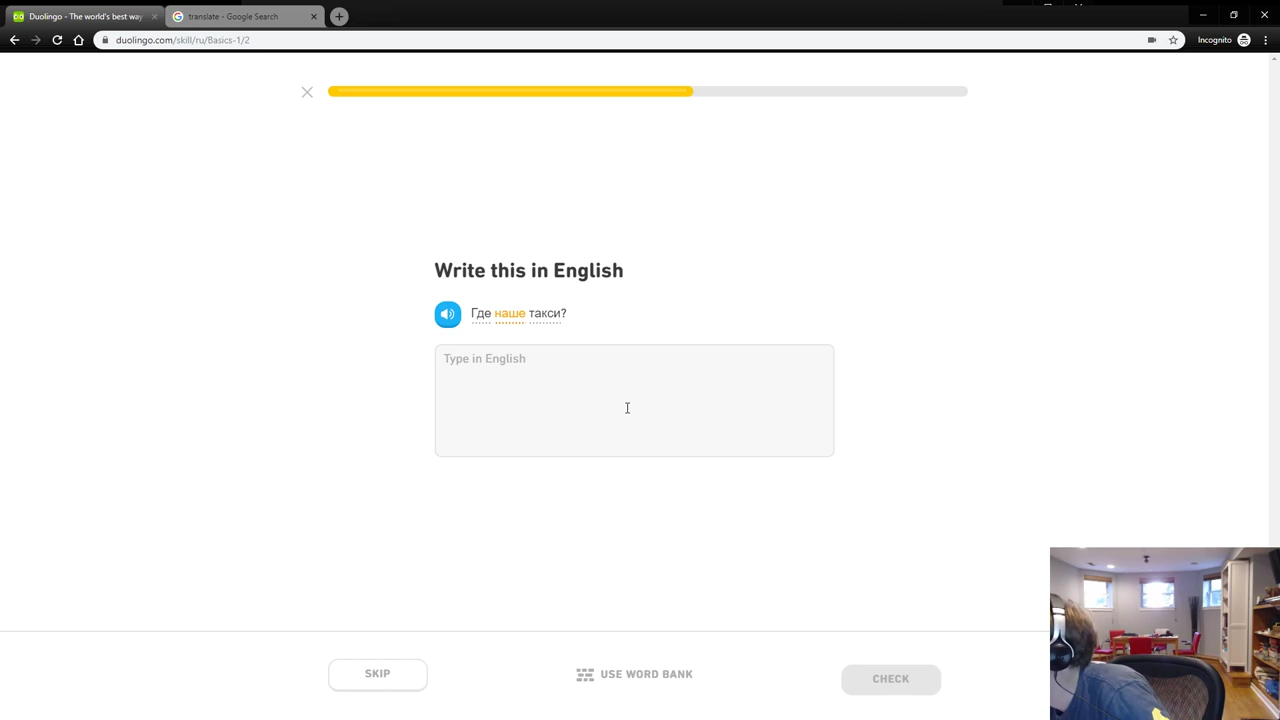 Duolingo - The world's best way
translate - Google Search
duolingo.com/skill/ru/Basics-1/2
Incognito
Write this in English
Где наше такси?
Type in English
SKIP
USE WORD BANK
CHECK